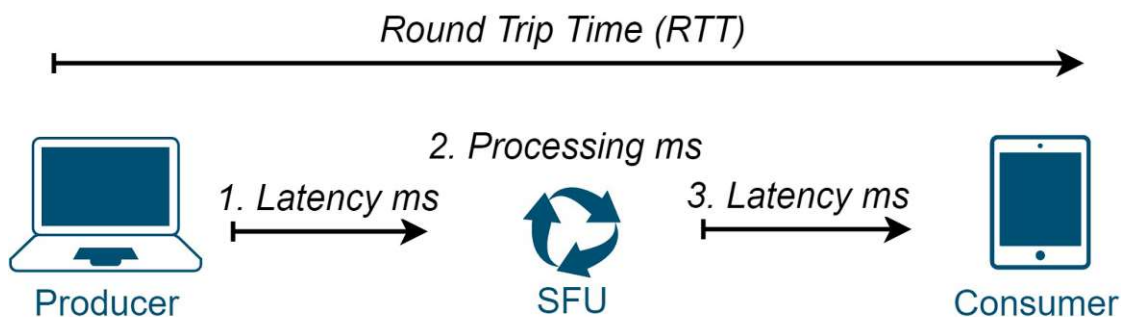 Round Trip Time (RTT)
2. Processing ms
1. Latency ms
3. Latency ms
Producer
SFU
Consumer